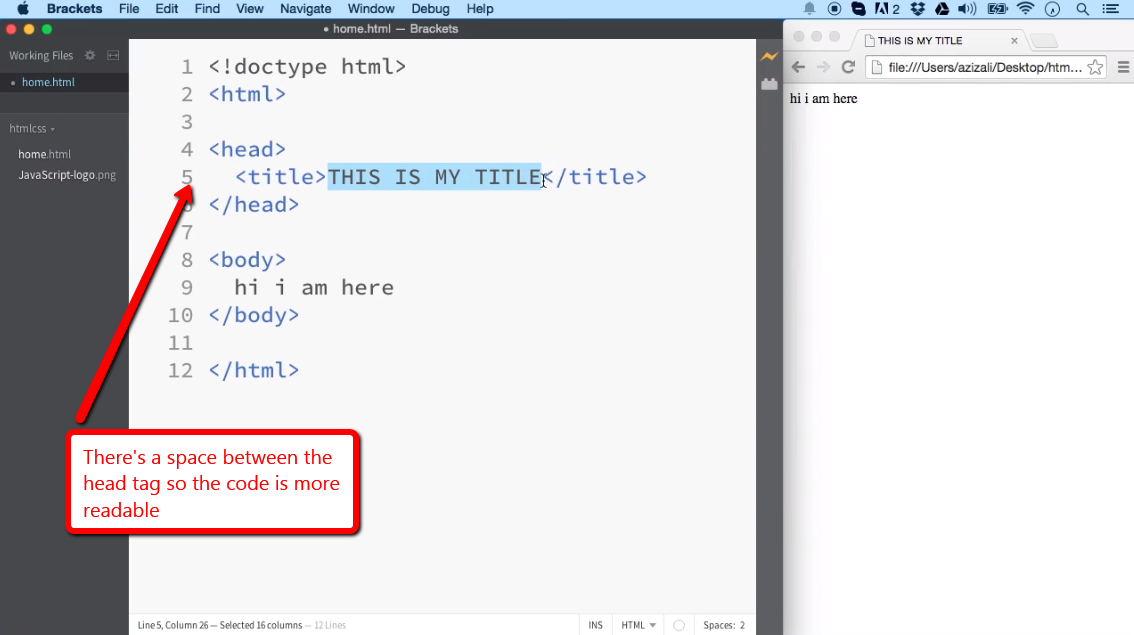 Brackets File Edit Find View Navigate Window Debug Help 2
• home.html — Brackets
Working Files
• home.html
htmlcss
home.html
JavaScript-logo.png
1 <!doctype html>
2 <html>
3
4 <head>
5 <title>THIS IS MY TITLE</title>
6 </head>
7
8 <body>
9 hi i am here
10 </body>
11
12 </html>
There's a space between the
head tag so the code is more
readable
Line 5, Column 26 — Selected 16 columns — 12 Lines
INS HTML Spaces: 2
THIS IS MY TITLE
file:///Users/azizali/Desktop/htm...
hi i am here